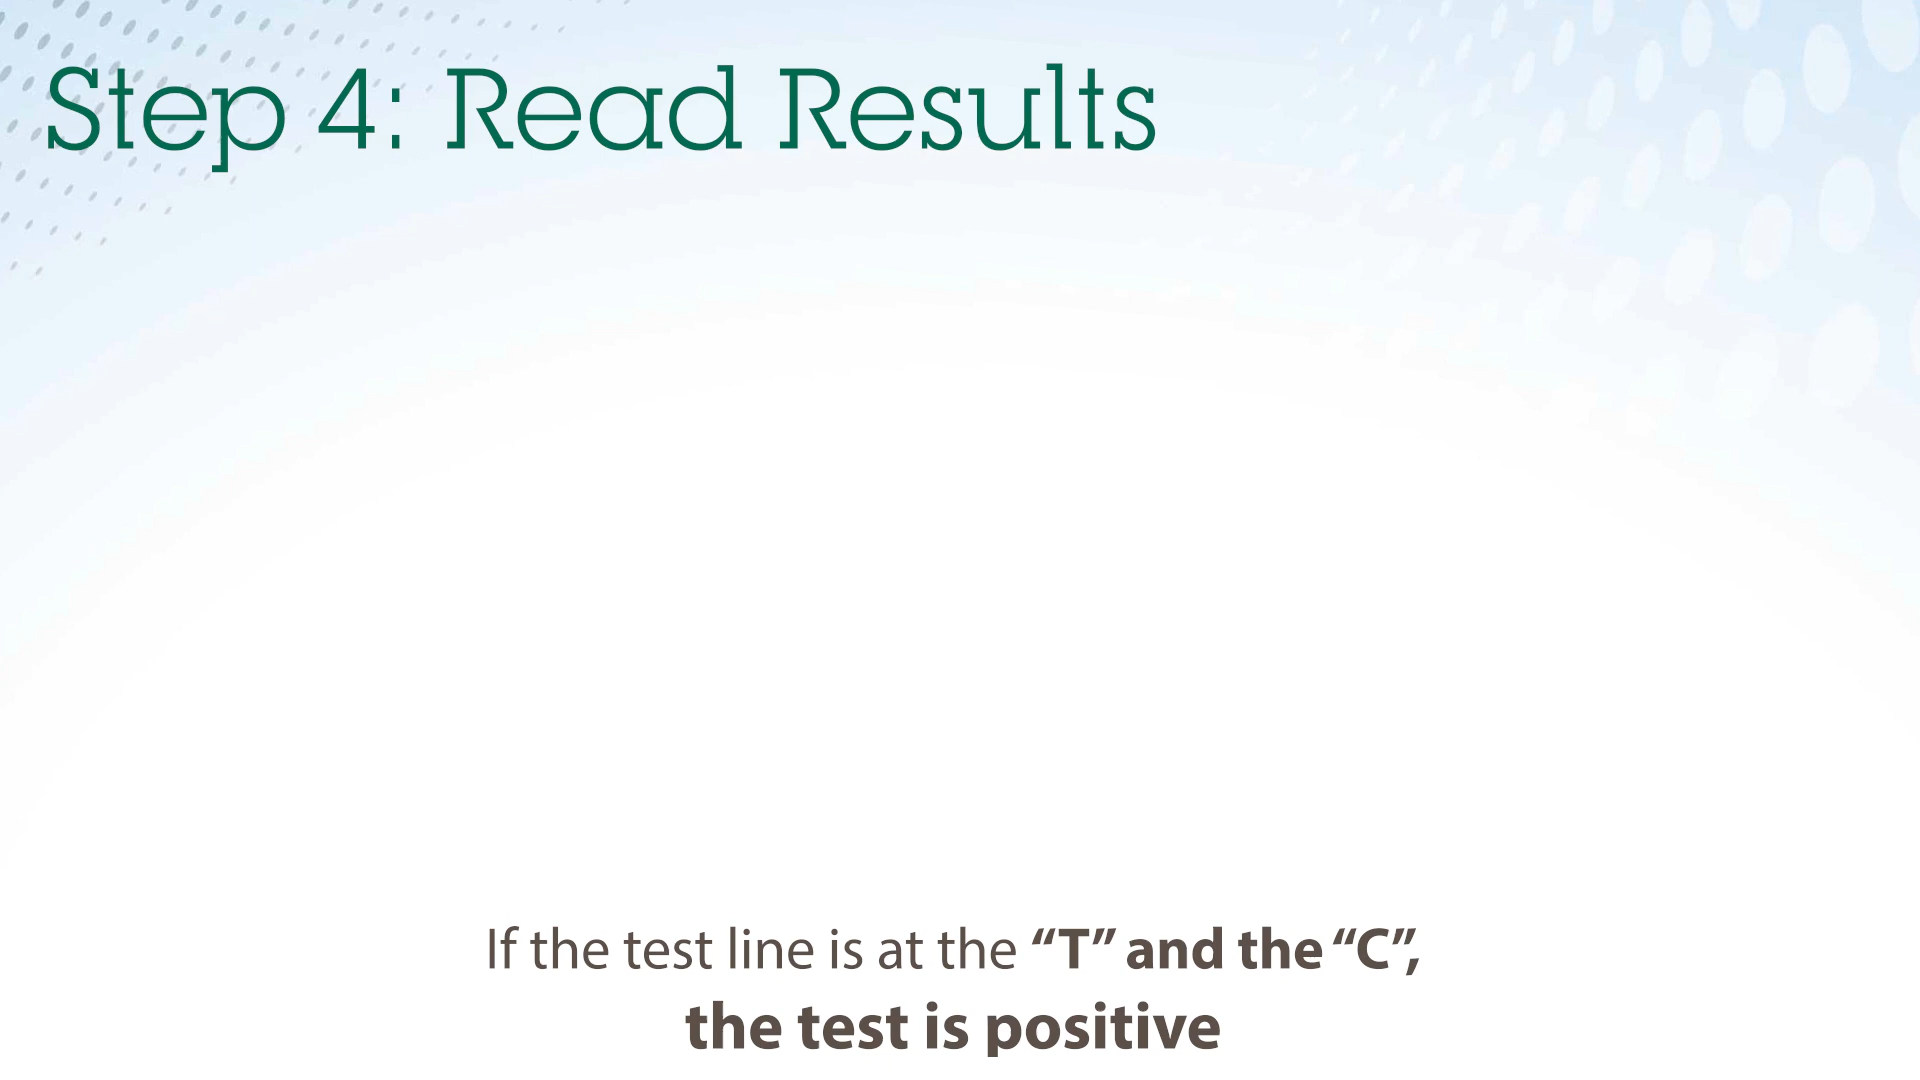 Step 4: Read Results
If the test line is at the “T” and the “C”,
the test is positive